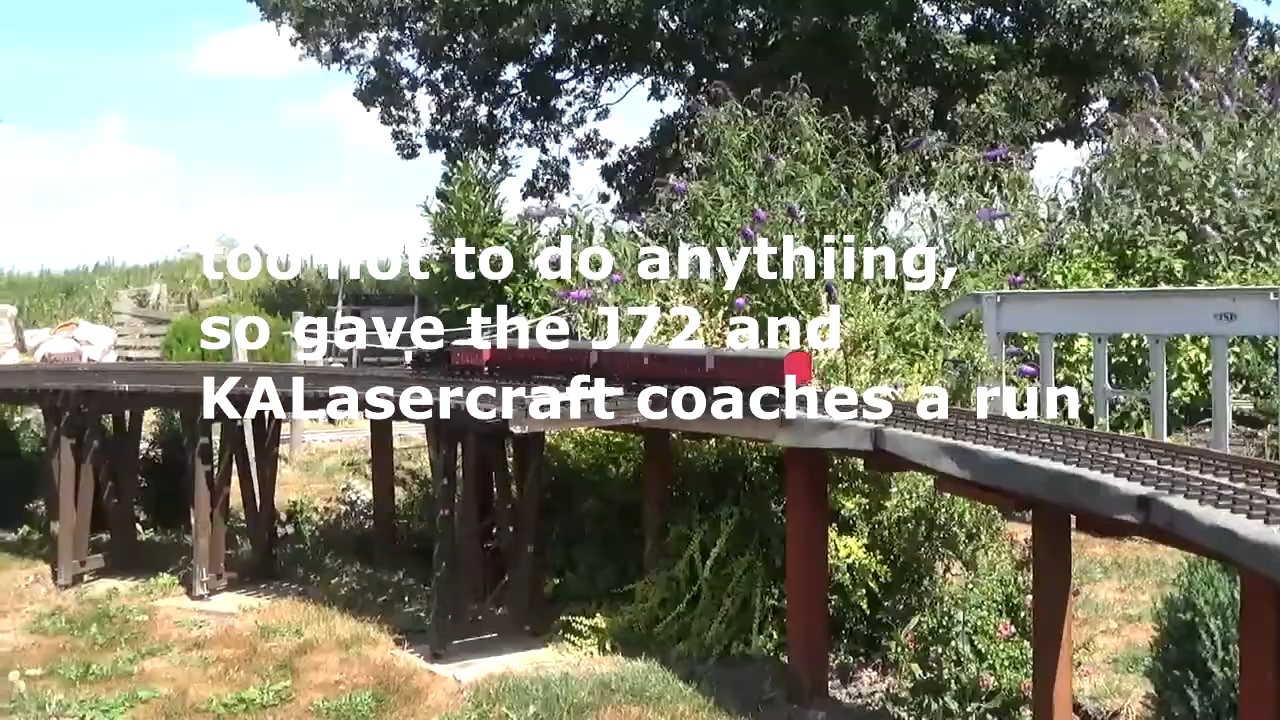 too hot to do anythiing,
so gave the J72 and
KALasercraft coaches a run